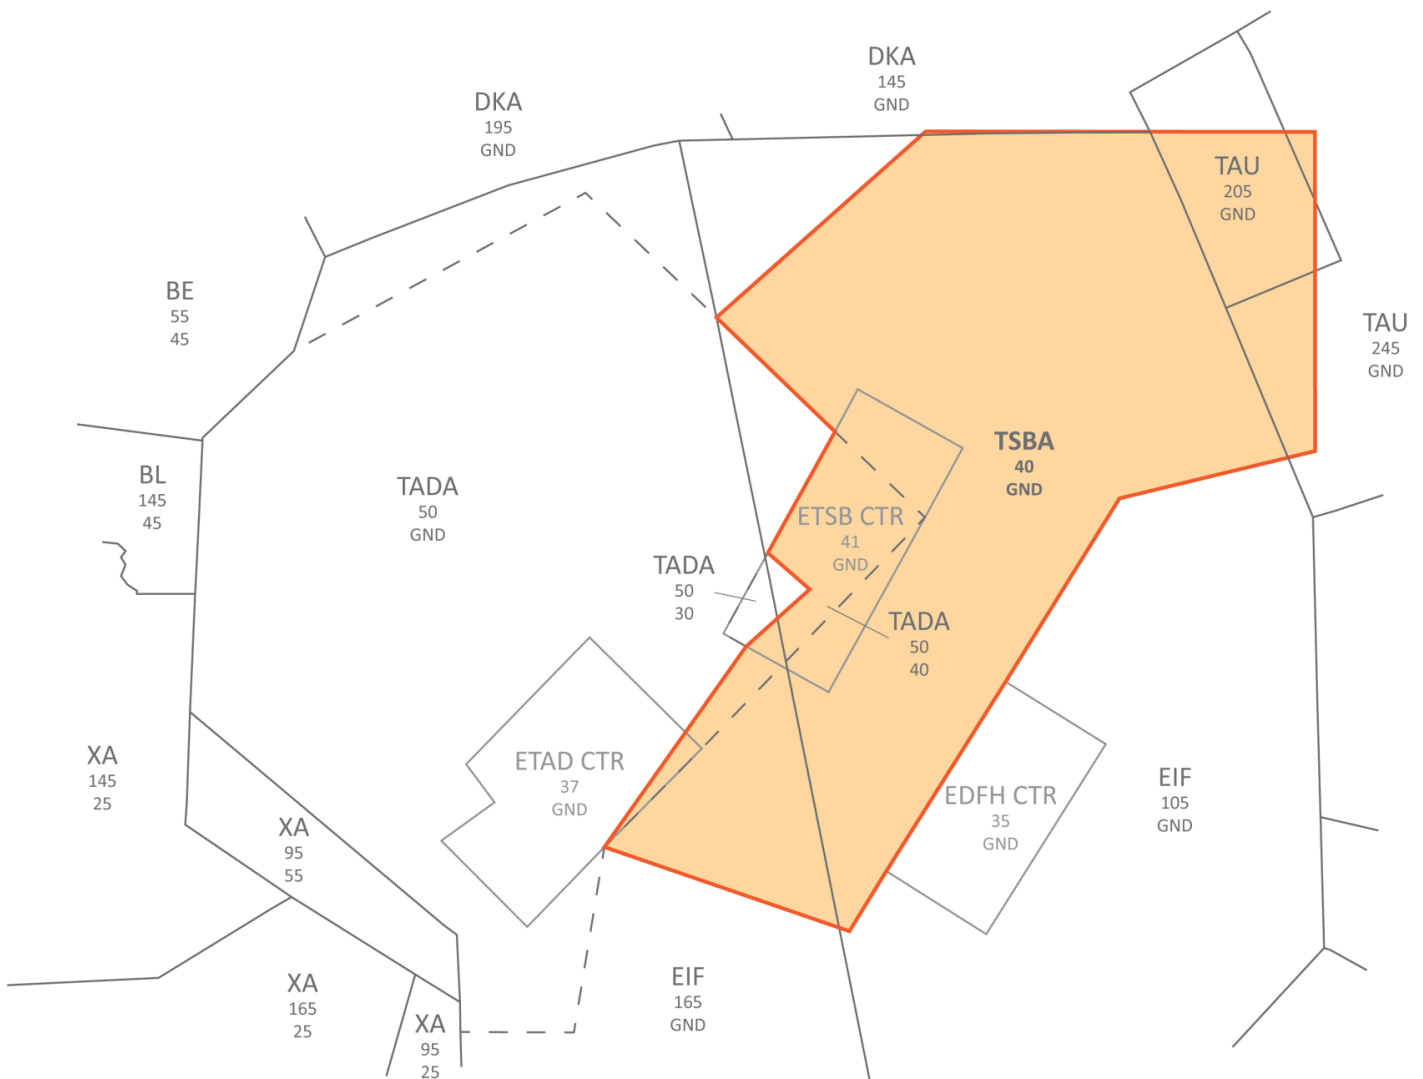 DKA
145
GND
DKA
195
GND
TAU
205
GND
BE
55
45
TAU
245
GND
TSBA
40
GND
BL
145
45
TADA
50
GND
ETSB CTR
41
GND
TADA
50
30
TADA
50
40
XA
145
25
ETAD CTR
37
GND
EDFH CTR
35
GND
EIF
105
GND
XA
95
55
EIF
165
GND
XA
165
25
XA
95
25